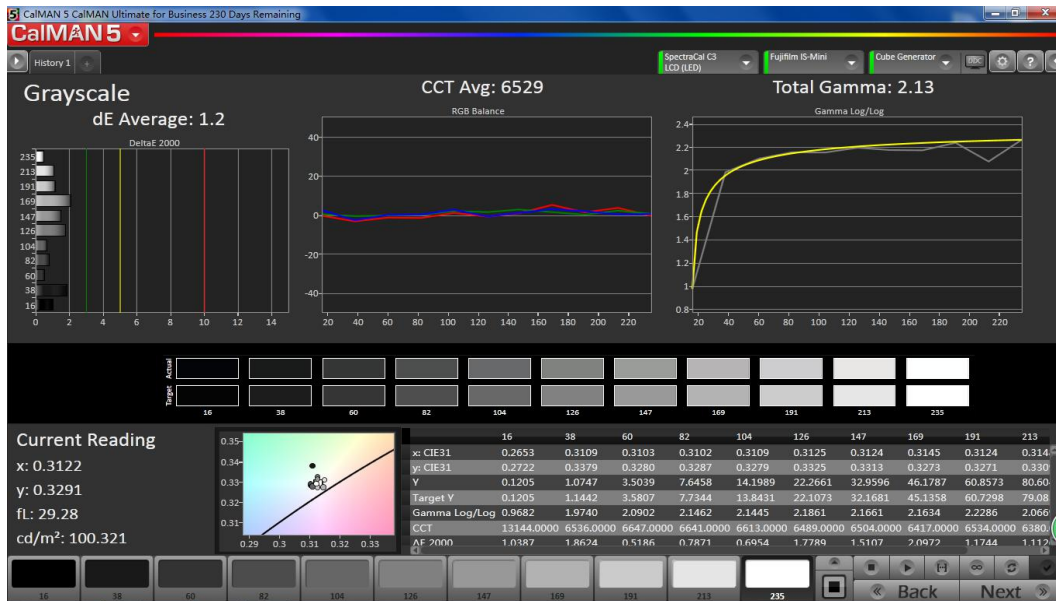 CalMAN 5 CalMAN Ultimate for Business 230 Days Remaining
CalMAN 5
History 1
SpectraCal C3
LCD (LED)
Fujifilm IS-Mini
Cube Generator
Grayscale
dE Average: 1.2
CCT Avg: 6529
Total Gamma: 2.13
DeltaE 2000
235
213
191
169
147
126
104
82
60
38
16
0 2 4 6 8 10 12 14
RGB Balance
40
20
0
-20
-40
20 40 60 80 100 120 140 160 180 200 220
Gamma Log/Log
2.4
2.2
2
1.8
1.6
1.4
1.2
1
0.8
20 40 60 80 100 120 140 160 180 200 220
Actual
Target
16 38 60 82 104 126 147 169 191 213 235
Current Reading
x: 0.3122
y: 0.3291
fL: 29.28
cd/m²: 100.321
0.35
0.34
0.33
0.32
0.31
0.29 0.3 0.31 0.32 0.33
16 38 60 82 104 126 147 169 191 213
x: CIE31 0.2653 0.3109 0.3103 0.3102 0.3109 0.3125 0.3124 0.3145 0.3124 0.314
y: CIE31 0.2722 0.3379 0.3280 0.3287 0.3279 0.3325 0.3313 0.3273 0.3271 0.330
Y 0.1205 1.0747 3.5039 7.6458 14.1989 22.2661 32.9596 46.1787 60.8573 80.60
Target Y 0.1205 1.1442 3.5807 7.7344 13.8431 22.1073 32.1681 45.1358 60.7298 79.08
Gamma Log/Log 0.9682 1.9740 2.0902 2.1462 2.1445 2.1861 2.1661 2.1634 2.2286 2.066
CCT 13144.0000 6536.0000 6647.0000 6641.0000 6613.0000 6489.0000 6504.0000 6417.0000 6534.0000 6380.
ΔE 2000 1.0387 1.8624 0.5186 0.7871 0.6954 1.7789 1.5107 2.0972 1.1744 1.112
16 38 60 82 104 126 147 169 191 213 235
Back Next